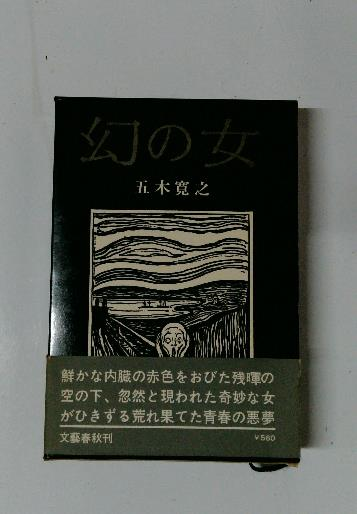 幻の女
五木寛之
鮮かな内臓の赤色をおびた残暉の
空の下、忽然と現われた奇妙な女
がひきずる荒れ果てた青春の悪夢
文藝春秋刊
¥560